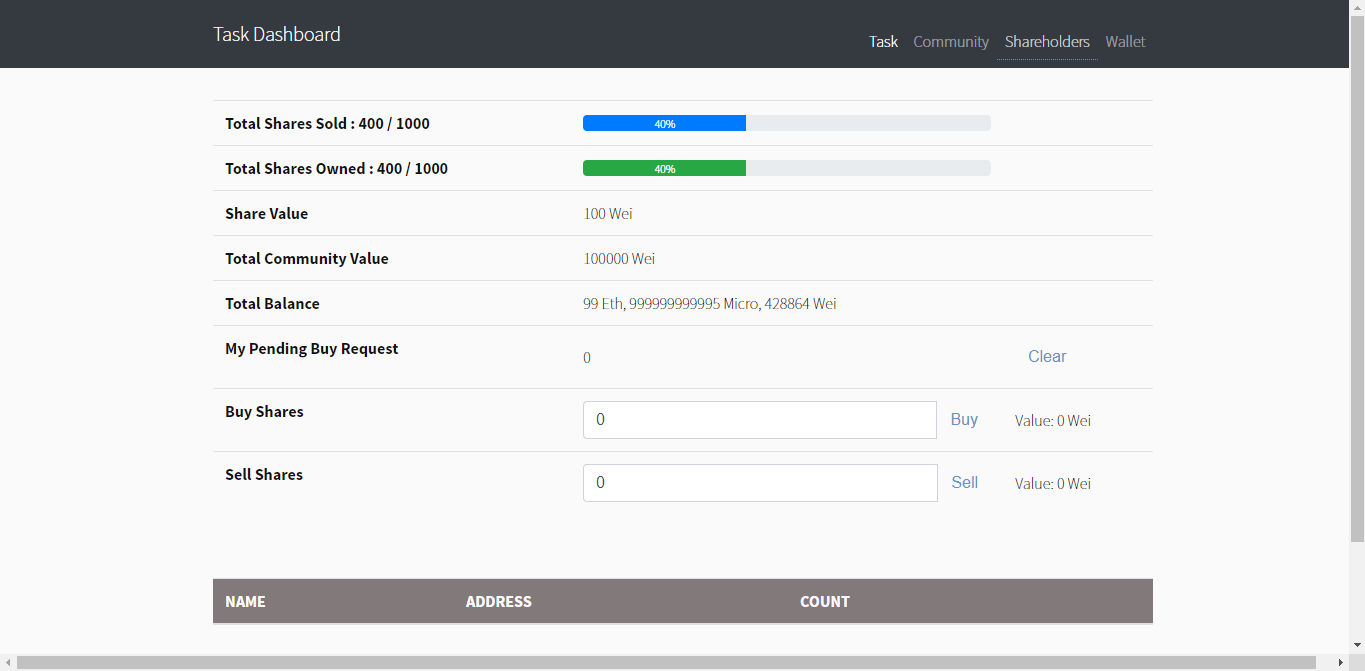 Task Dashboard
Task Community Shareholders Wallet
Total Shares Sold : 400 / 1000 40%
Total Shares Owned : 400 / 1000 40%
Share Value 100 Wei
Total Community Value 100000 Wei
Total Balance 99 Eth, 999999999995 Micro, 428864 Wei
My Pending Buy Request 0 Clear
Buy Shares 0 Buy Value: 0 Wei
Sell Shares 0 Sell Value: 0 Wei
NAME ADDRESS COUNT